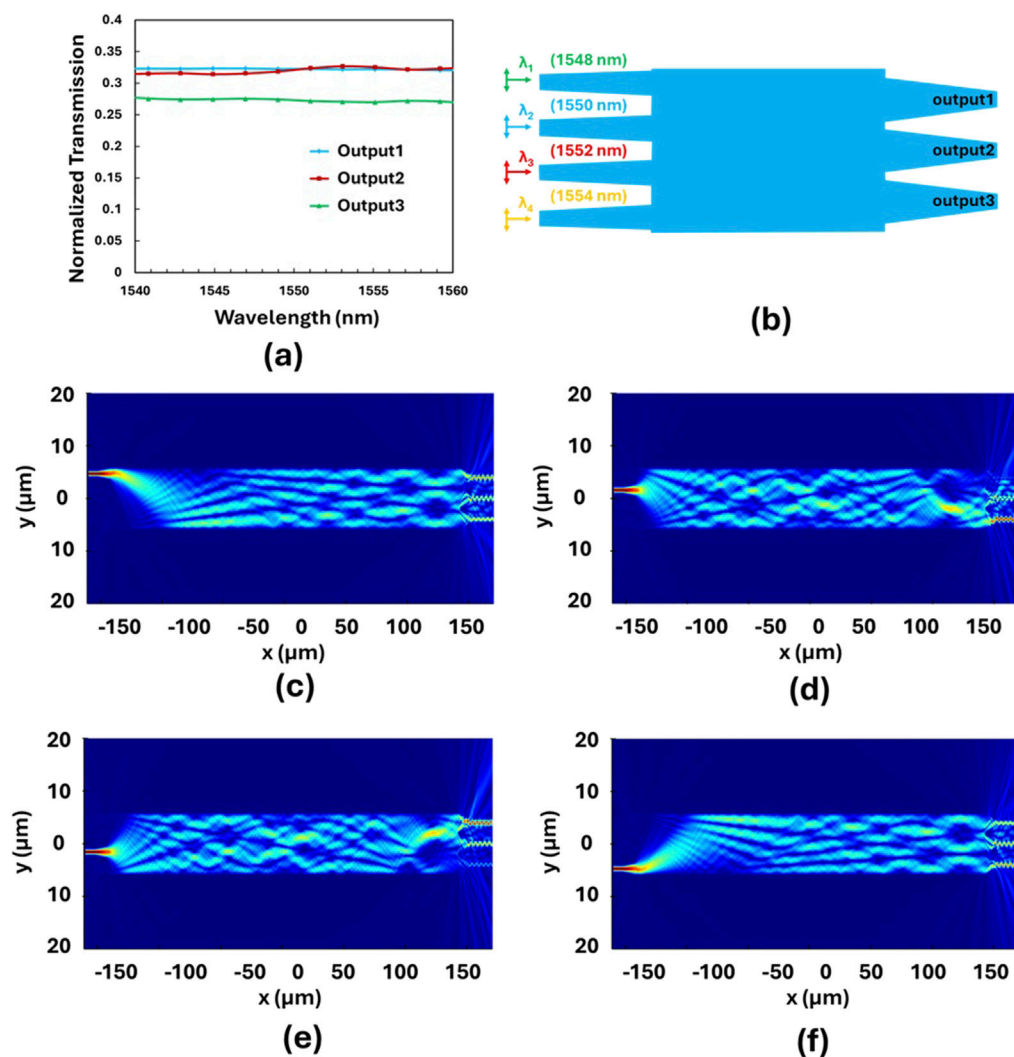 Normalized Transmission
0.4
0.35
0.3
0.25
0.2
0.15
0.1
0.05
0
Output1
Output2
Output3
1540
1545
1550
1555
1560
Wavelength (nm)
(a)
λ1 (1548 nm)
λ2 (1550 nm)
λ3 (1552 nm)
λ4 (1554 nm)
output1
output2
output3
(b)
y (µm)
20
10
0
10
20
-150 -100 -50 0 50 100 150
x (µm)
(c)
y (µm)
20
10
0
10
20
-150 -100 -50 0 50 100 150
x (µm)
(d)
y (µm)
20
10
0
10
20
-150 -100 -50 0 50 100 150
x (µm)
(e)
y (µm)
20
10
0
10
20
-150 -100 -50 0 50 100 150
x (µm)
(f)